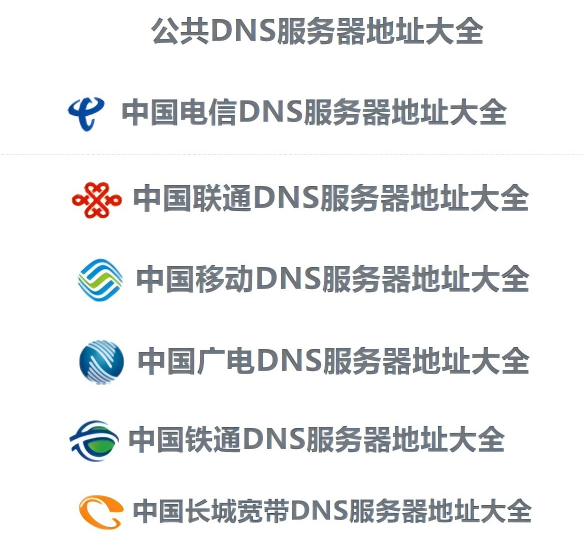 公共DNS服务器地址大全
中国电信DNS服务器地址大全
中国联通DNS服务器地址大全
中国移动DNS服务器地址大全
中国广电DNS服务器地址大全
中国铁通DNS服务器地址大全
中国长城宽带DNS服务器地址大全